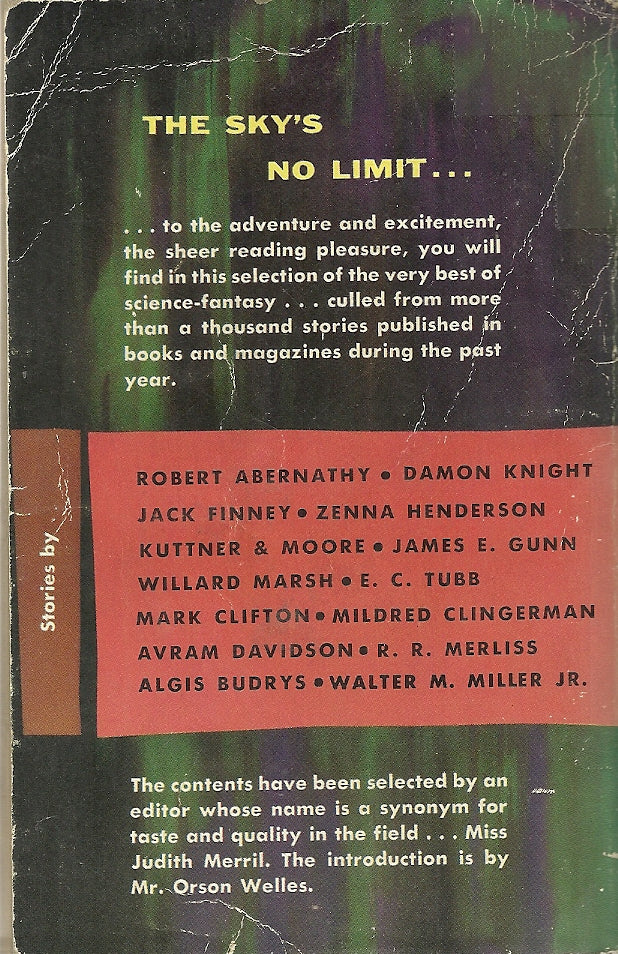 THE SKY'S
NO LIMIT...
... to the adventure and excitement,
the sheer reading pleasure, you will
find in this selection of the very best of
science-fantasy ... culled from more
than a thousand stories published in
books and magazines during the past
year.
Stories by...
ROBERT ABERNATHY • DAMON KNIGHT
JACK FINNEY • ZENNA HENDERSON
KUTTNER & MOORE • JAMES E. GUNN
WILLARD MARSH • E. C. TUBB
MARK CLIFTON • MILDRED CLINGERMAN
AVRAM DAVIDSON • R. R. MERLISS
ALGIS BUDRYS • WALTER M. MILLER JR.
The contents have been selected by an
editor whose name is a synonym for
taste and quality in the field ... Miss
Judith Merril. The introduction is by
Mr. Orson Welles.